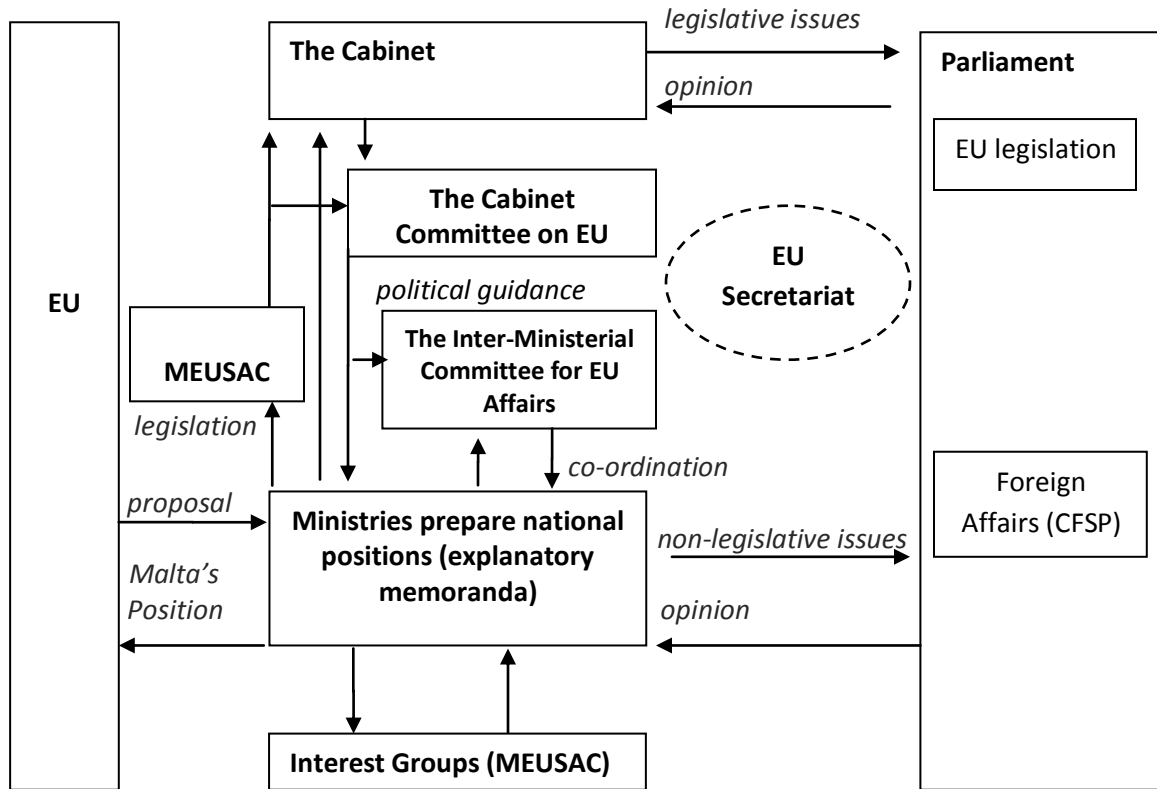 legislative issues
The Cabinet
opinion
Parliament
EU legislation
The Cabinet
Committee on EU
EU
Secretariat
EU
political guidance
The Inter-Ministerial
Committee for EU
Affairs
MEUSAC
legislation
co-ordination
proposal
Ministries prepare national
positions (explanatory
memoranda)
non-legislative issues
Foreign
Affairs (CFSP)
Malta's
Position
opinion
Interest Groups (MEUSAC)